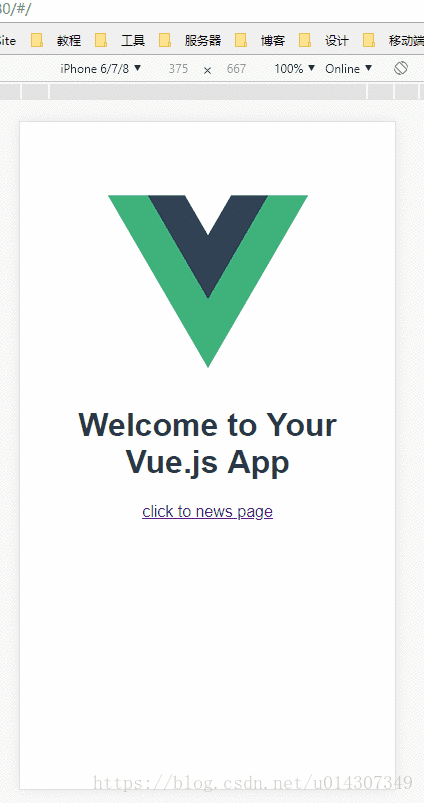 80/#/
Site 教程 工具 服务器 博客 设计 移动端
iPhone 6/7/8 ▼ 375 × 667 100% ▼ Online ▼
Welcome to Your
Vue.js App
click to news page
https://blog.csdn.net/u014307349